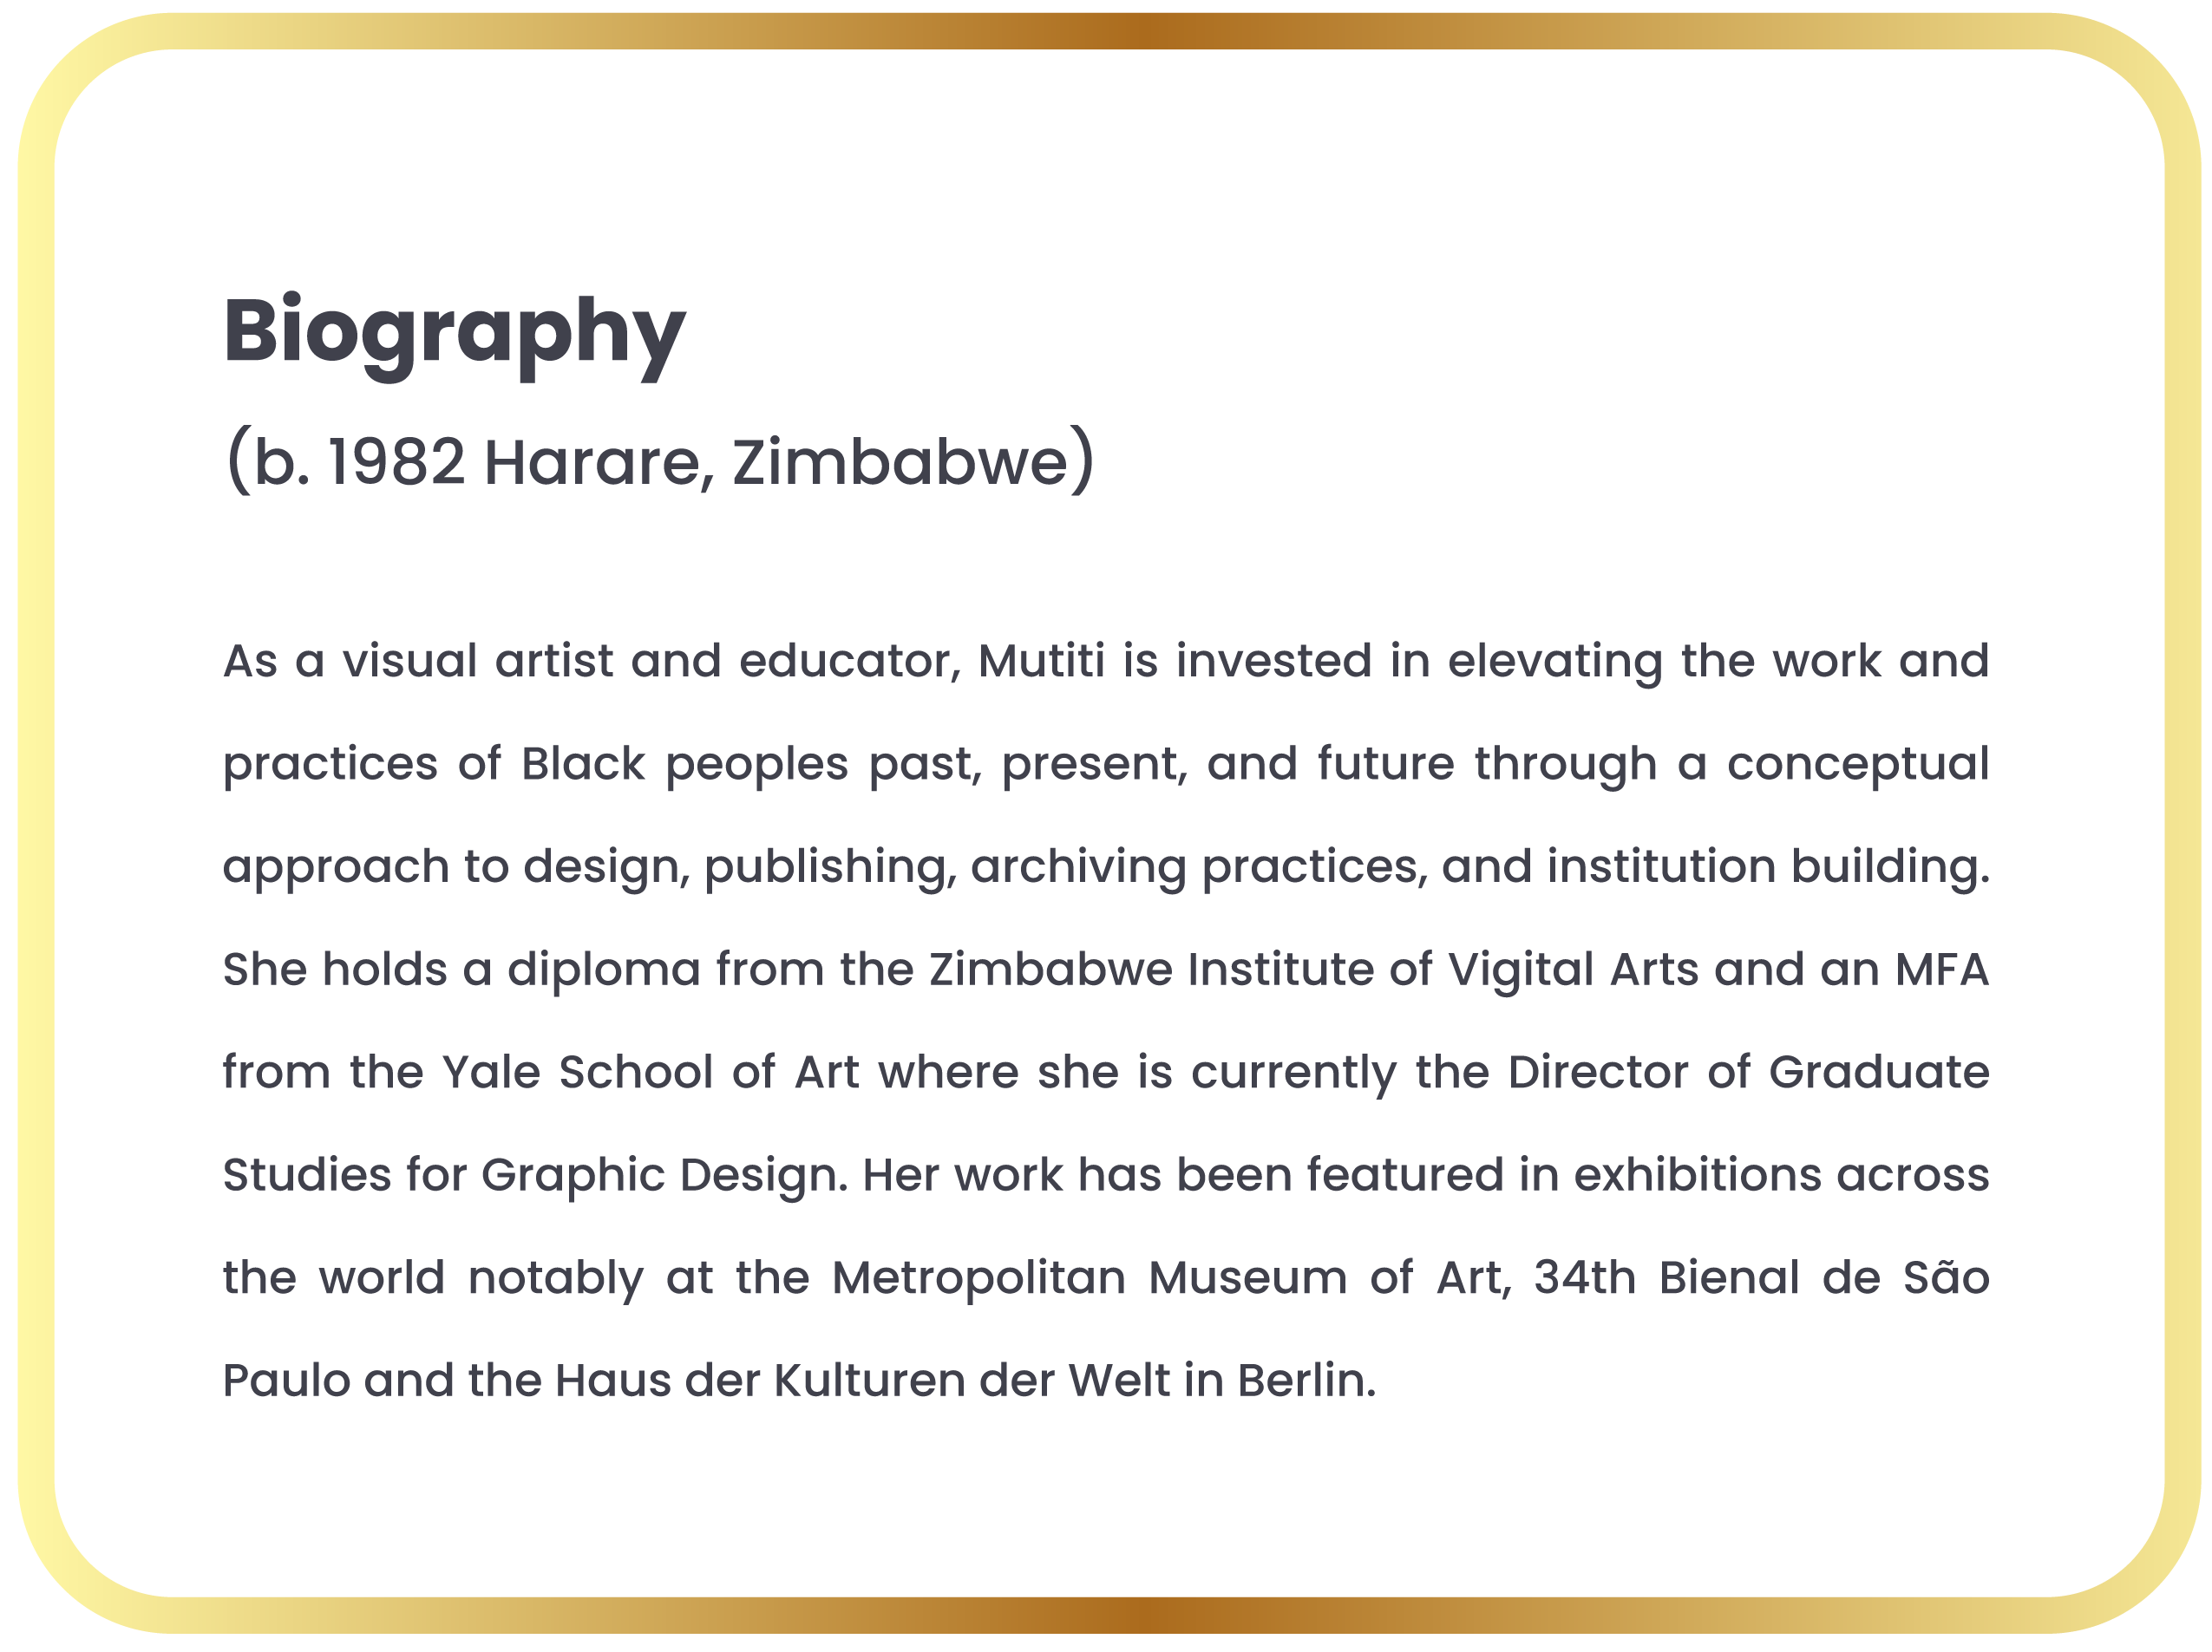 Biography
(b. 1982 Harare, Zimbabwe)
As a visual artist and educator, Mutiti is invested in elevating the work and
practices of Black peoples past, present, and future through a conceptual
approach to design, publishing, archiving practices, and institution building.
She holds a diploma from the Zimbabwe Institute of Vigital Arts and an MFA
from the Yale School of Art where she is currently the Director of Graduate
Studies for Graphic Design. Her work has been featured in exhibitions across
the world notably at the Metropolitan Museum of Art, 34th Bienal de São
Paulo and the Haus der Kulturen der Welt in Berlin.